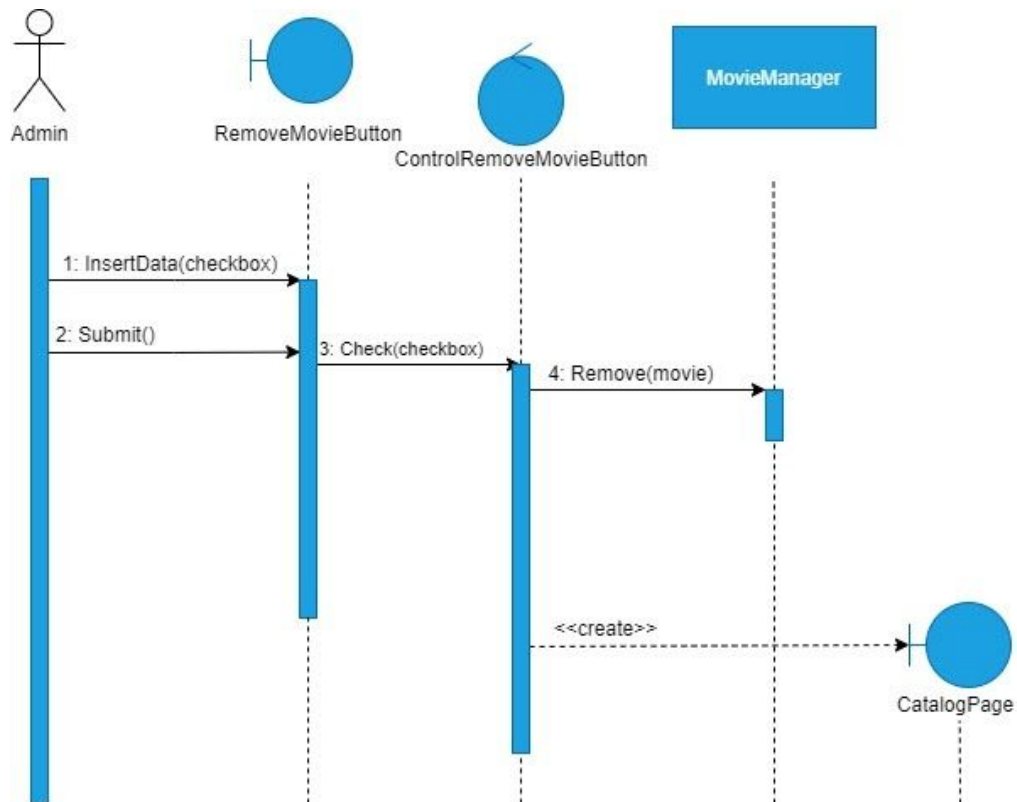 MovieManager
Admin
RemoveMovieButton
ControlRemoveMovieButton
1: InsertData(checkbox)
2: Submit()
3: Check(checkbox)
4: Remove(movie)
<<create>>
CatalogPage